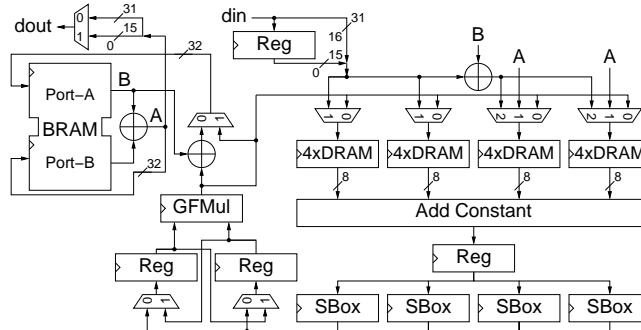 dout
0
1
31
15
0
32
din
31
16
Reg
15
0
B
A
A
Port-A
B
BRAM
A
Port-B
32
0 1
1 0
1 0
2 1 0
2 1 0
4xDRAM 4xDRAM 4xDRAM 4xDRAM
8 8 8 8
GFMul
Add Constant
Reg Reg
Reg
0 1
0 1
SBox SBox SBox SBox